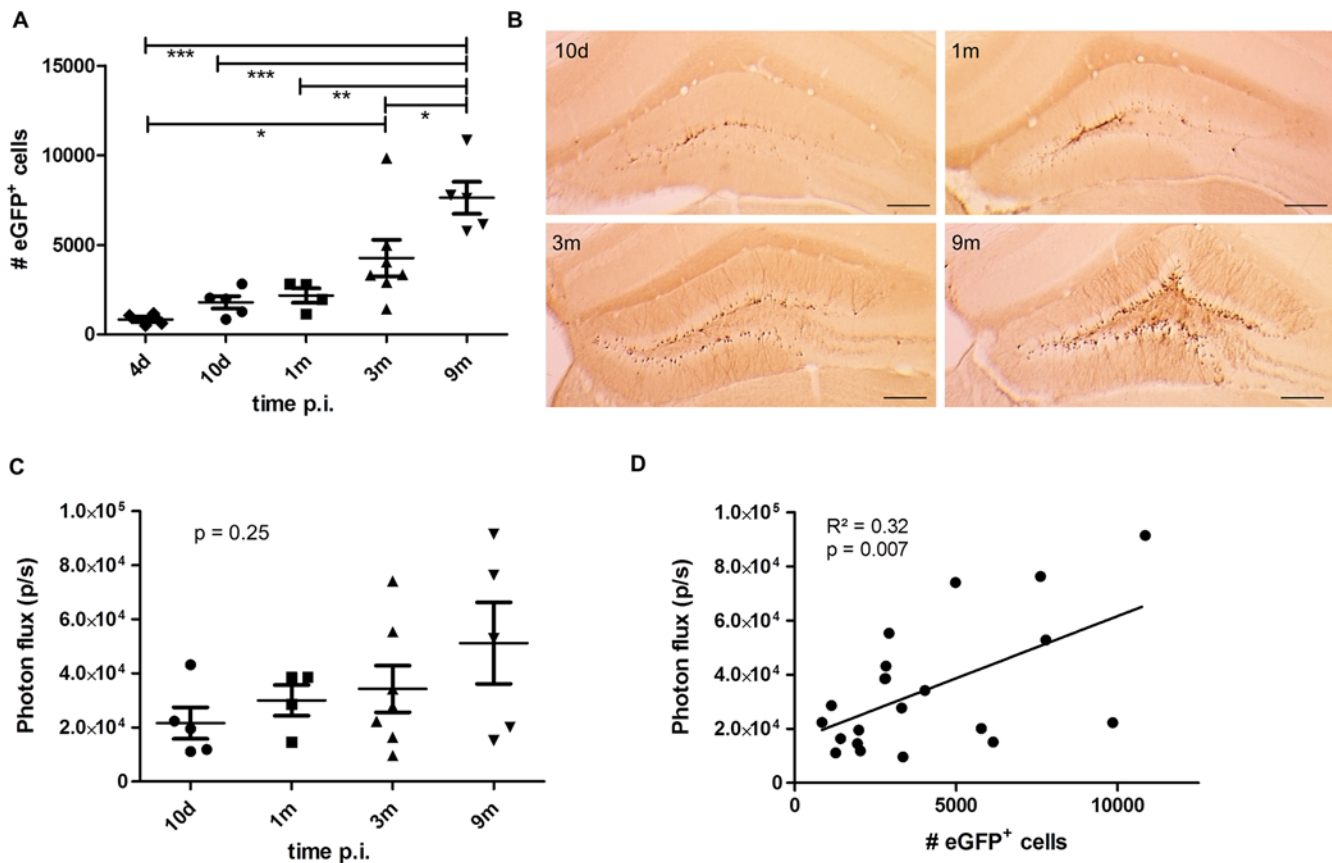 A
# eGFP⁺ cells
15000
10000
5000
0
***
***
**
*
*
4d
10d
1m
3m
9m
time p.i.
B
10d
1m
3m
9m
C
Photon flux (p/s)
1.0×10⁵
8.0×10⁴
6.0×10⁴
4.0×10⁴
2.0×10⁴
0
p = 0.25
10d
1m
3m
9m
time p.i.
D
Photon flux (p/s)
1.0×10⁵
8.0×10⁴
6.0×10⁴
4.0×10⁴
2.0×10⁴
0
R² = 0.32
p = 0.007
0
5000
10000
# eGFP⁺ cells